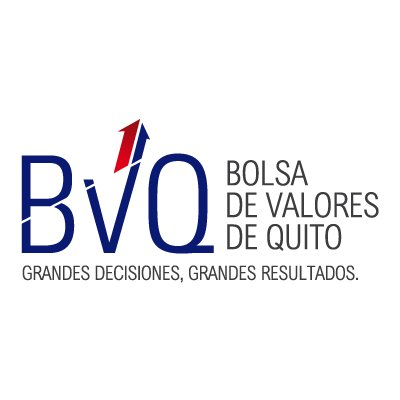 BVQ
BOLSA
DE VALORES
DE QUITO
GRANDES DECISIONES, GRANDES RESULTADOS.